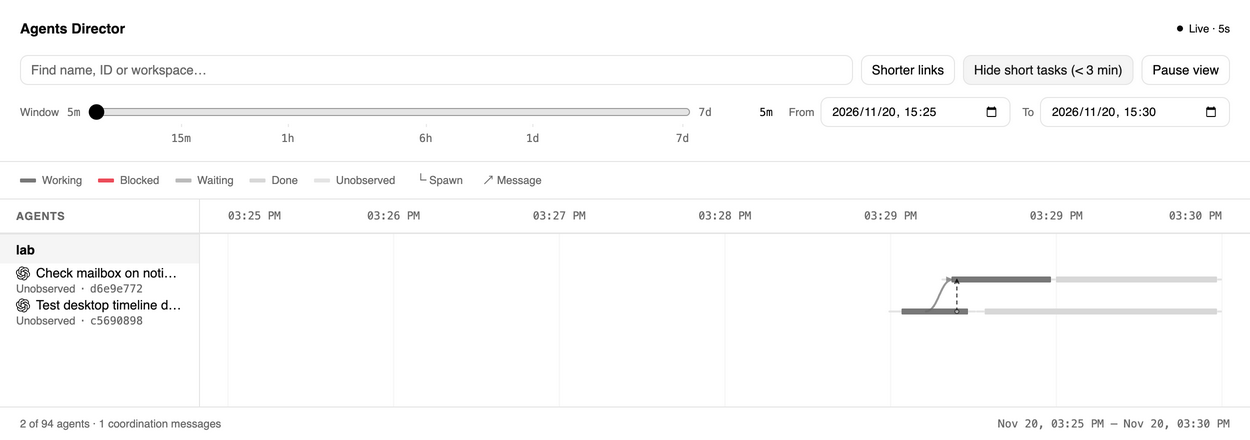 Agents Director
Live · 5s
Find name, ID or workspace…
Shorter links
Hide short tasks (< 3 min)
Pause view
Window 5m 7d 5m From 2026/11/20, 15:25 To 2026/11/20, 15:30
15m 1h 6h 1d 7d
Working Blocked Waiting Done Unobserved Spawn Message
AGENTS 03:25 PM 03:26 PM 03:27 PM 03:28 PM 03:29 PM 03:29 PM 03:30 PM
lab
Check mailbox on noti…
Unobserved · d6e9e772
Test desktop timeline d…
Unobserved · c5690898
2 of 94 agents · 1 coordination messages
Nov 20, 03:25 PM — Nov 20, 03:30 PM